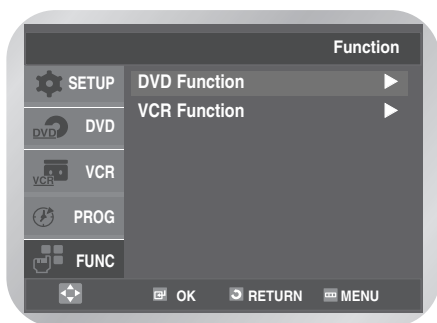 Function
SETUP
DVD Function
VCR Function
DVD
DVD
VCR
VCR
PROG
FUNC
OK
RETURN
MENU